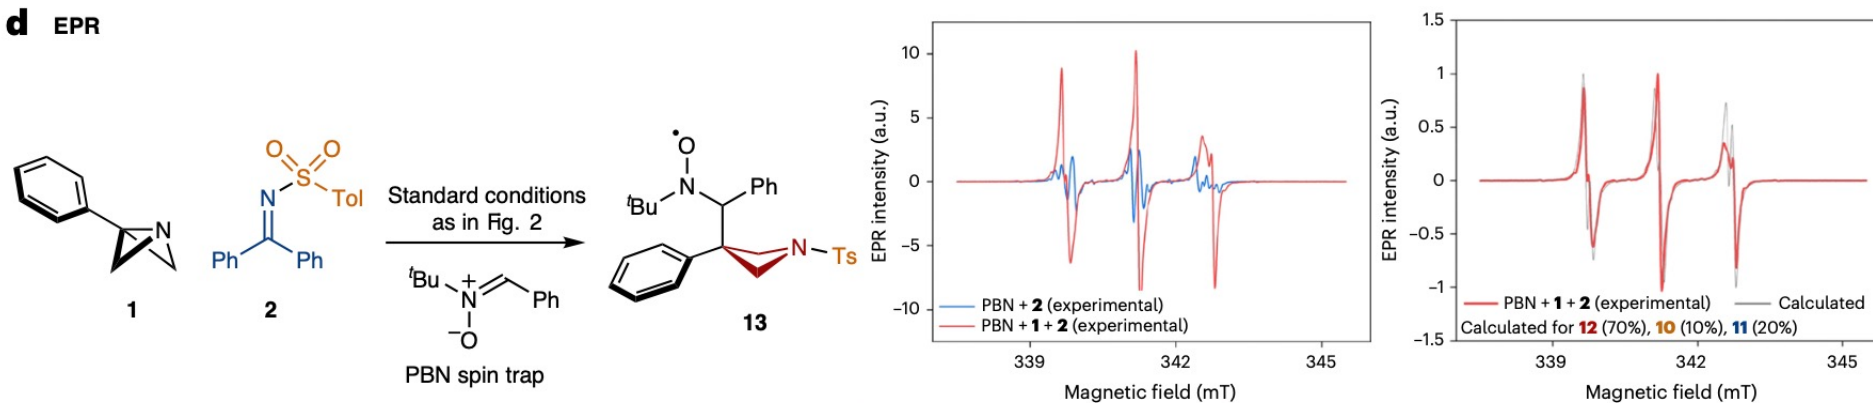 d EPR
N
1
O O
S
N
Tol
Ph Ph
2
Standard conditions
as in Fig. 2
tBu
N
+
Ph
−O
PBN spin trap
•
O
N Ph
tBu
N Ts
13
EPR intensity (a.u.)
10
5
0
−5
−10
PBN + 2 (experimental)
PBN + 1 + 2 (experimental)
339 342 345
Magnetic field (mT)
EPR intensity (a.u.)
1.5
1
0.5
0
−0.5
−1
−1.5
PBN + 1 + 2 (experimental) Calculated
Calculated for 12 (70%), 10 (10%), 11 (20%)
339 342 345
Magnetic field (mT)